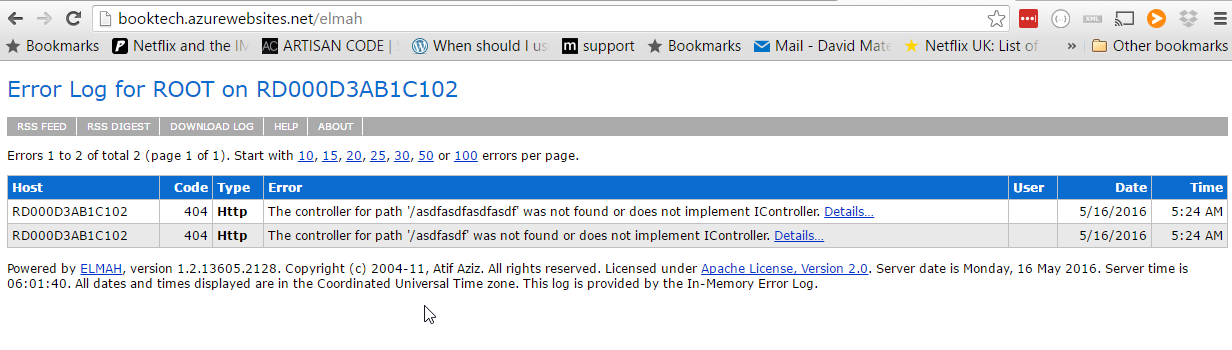 booktech.azurewebsites.net/elmah
Bookmarks Netflix and the IM ARTISAN CODE | When should I us support Bookmarks Mail - David Mate Netflix UK: List of » Other bookmarks
Error Log for ROOT on RD000D3AB1C102
RSS FEED RSS DIGEST DOWNLOAD LOG HELP ABOUT
Errors 1 to 2 of total 2 (page 1 of 1). Start with 10, 15, 20, 25, 30, 50 or 100 errors per page.
Host Code Type Error User Date Time
RD000D3AB1C102 404 Http The controller for path '/asdfasdfasdfasdf' was not found or does not implement IController. Details... 5/16/2016 5:24 AM
RD000D3AB1C102 404 Http The controller for path '/asdfasdf' was not found or does not implement IController. Details... 5/16/2016 5:24 AM
Powered by ELMAH, version 1.2.13605.2128. Copyright (c) 2004-11, Atif Aziz. All rights reserved. Licensed under Apache License, Version 2.0. Server date is Monday, 16 May 2016. Server time is
06:01:40. All dates and times displayed are in the Coordinated Universal Time zone. This log is provided by the In-Memory Error Log.